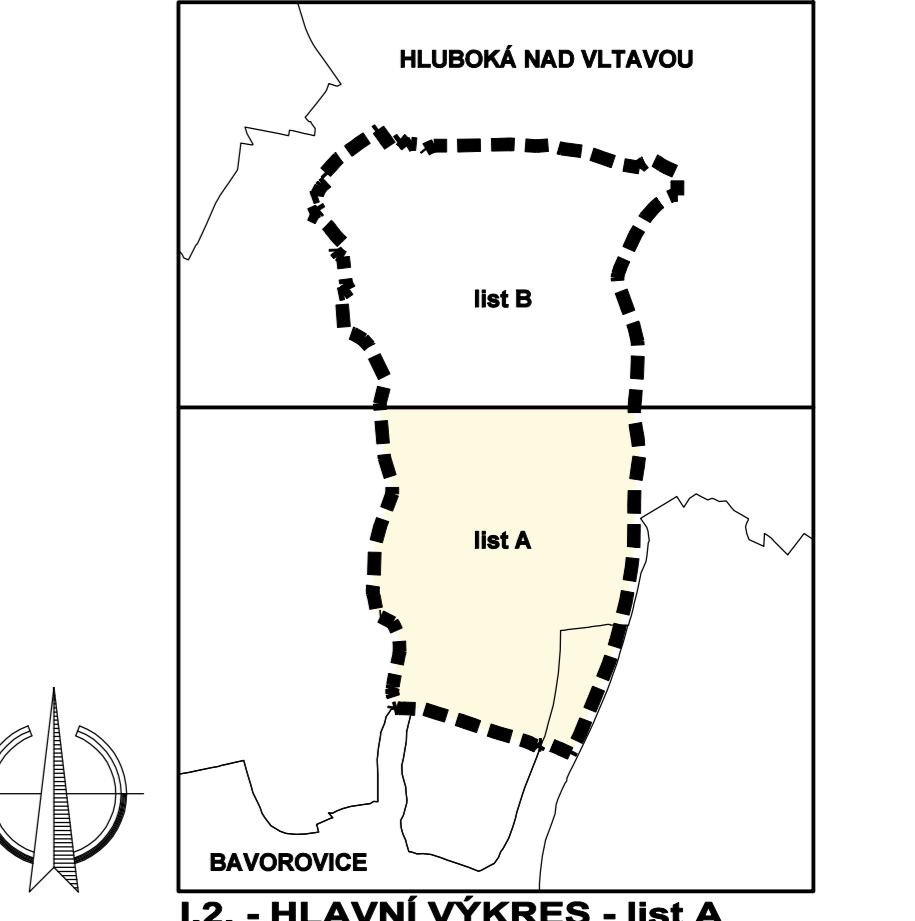 HLUBOKÁ NAD VLTAVOU
list B
list A
BAVOROVICE
I.2. - HLAVNÍ VÝKRES - list A